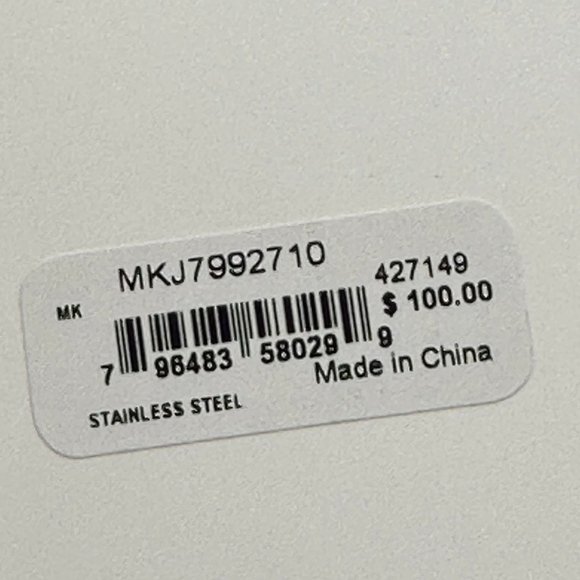 MKJ7992710
427149
MK
$ 100.00
7 96483 58029 9
Made in China
STAINLESS STEEL